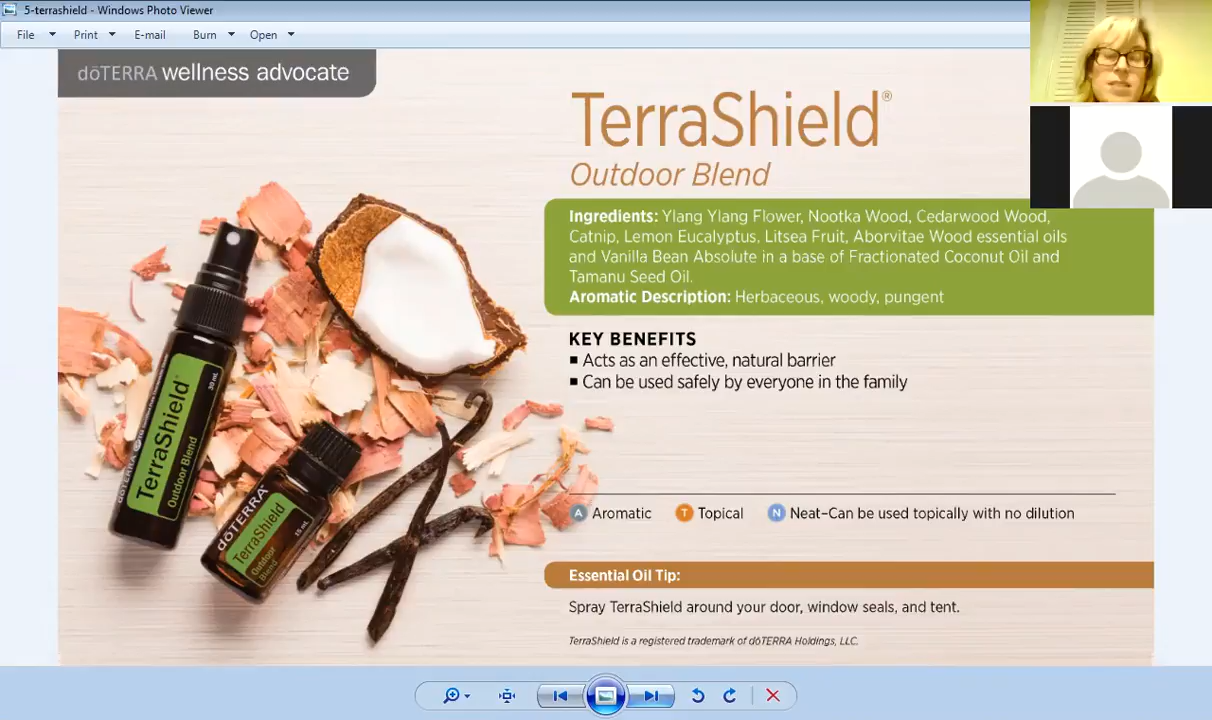 5-terrashield - Windows Photo Viewer
File Print E-mail Burn Open
dōTERRA wellness advocate
TerraShield®
Outdoor Blend
Ingredients: Ylang Ylang Flower, Nootka Wood, Cedarwood Wood,
Catnip, Lemon Eucalyptus, Litsea Fruit, Aborvitae Wood essential oils
and Vanilla Bean Absolute in a base of Fractionated Coconut Oil and
Tamanu Seed Oil.
Aromatic Description: Herbaceous, woody, pungent
KEY BENEFITS
▪ Acts as an effective, natural barrier
▪ Can be used safely by everyone in the family
A Aromatic T Topical N Neat–Can be used topically with no dilution
Essential Oil Tip:
Spray TerraShield around your door, window seals, and tent.
TerraShield is a registered trademark of dōTERRA Holdings, LLC.
dōTERRA
TerraShield
Outdoor Blend
30 mL
dōTERRA
TerraShield
Outdoor
Blend
15 mL